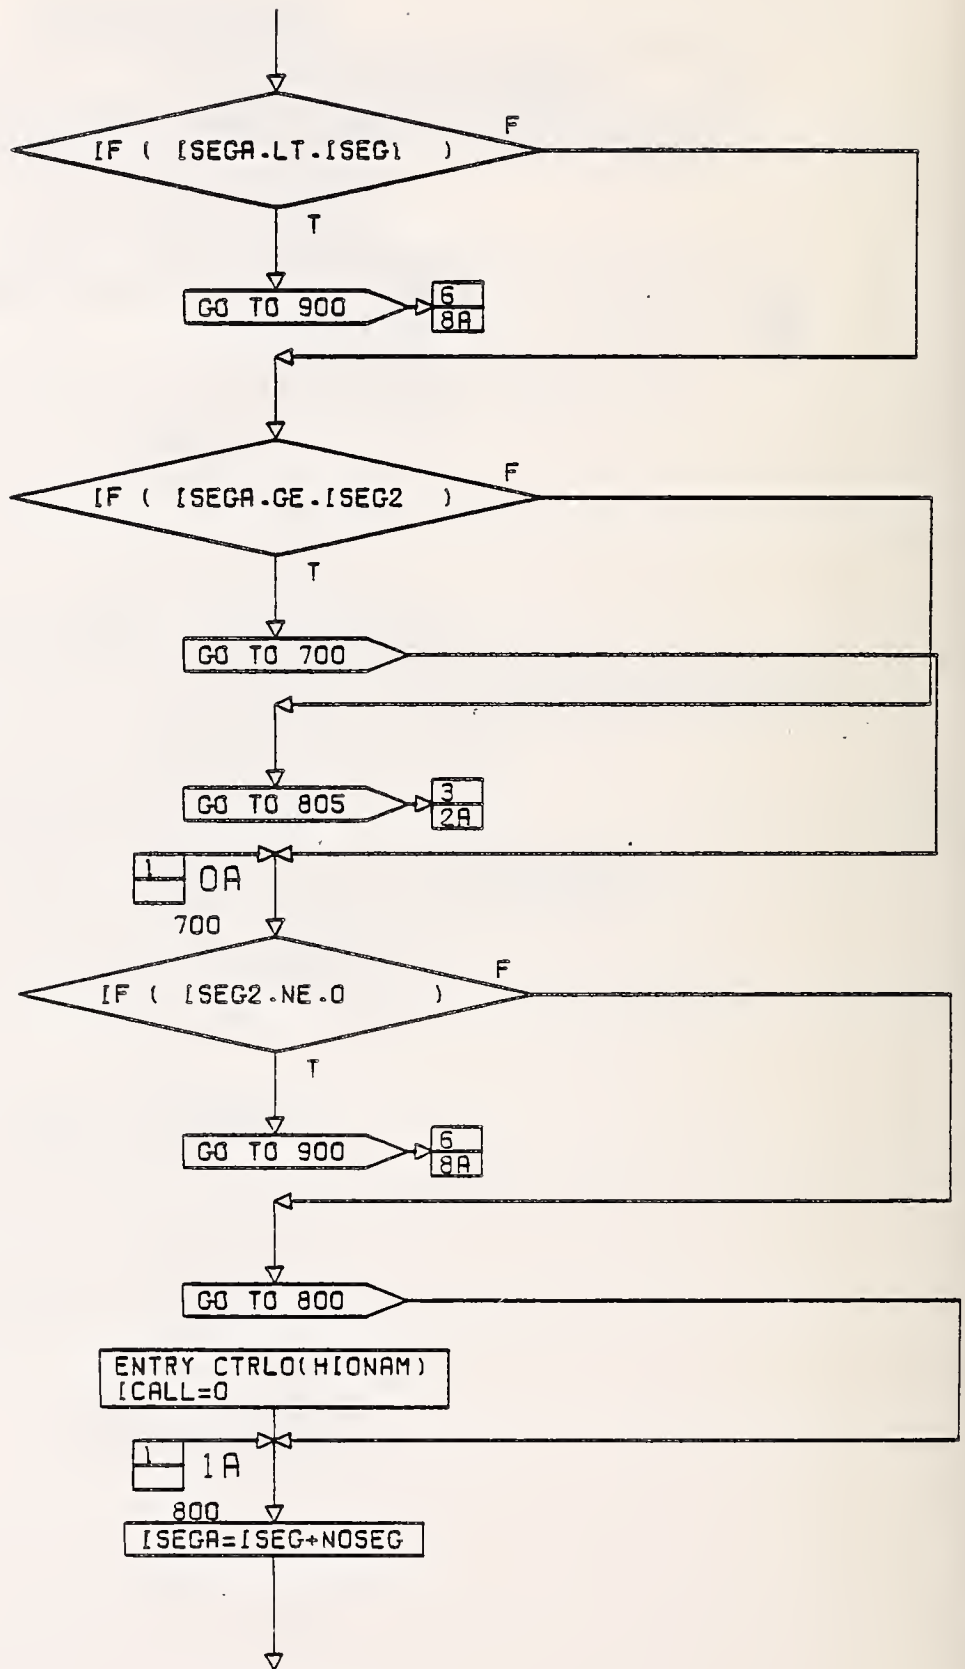 IF ( ISEGA.LT.ISEG1 )
F
T
GO TO 900
6
8A
IF ( ISEGA.GE.ISEG2 )
F
T
GO TO 700
GO TO 805
3
2A
1
0A
700
IF ( ISEG2.NE.0 )
F
T
GO TO 900
6
8A
GO TO 800
ENTRY CTRLO(HIONAM)
ICALL=0
1
1A
800
ISEGA=ISEG+NOSEG